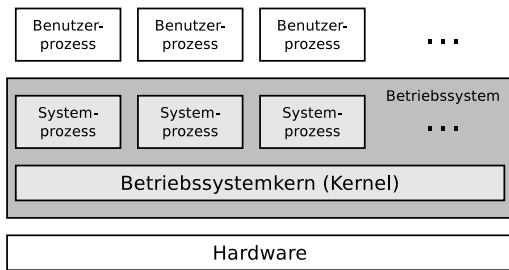 Benutzer-
prozess
Benutzer-
prozess
Benutzer-
prozess
...
Betriebssystem
System-
prozess
System-
prozess
System-
prozess
...
Betriebssystemkern (Kernel)
Hardware